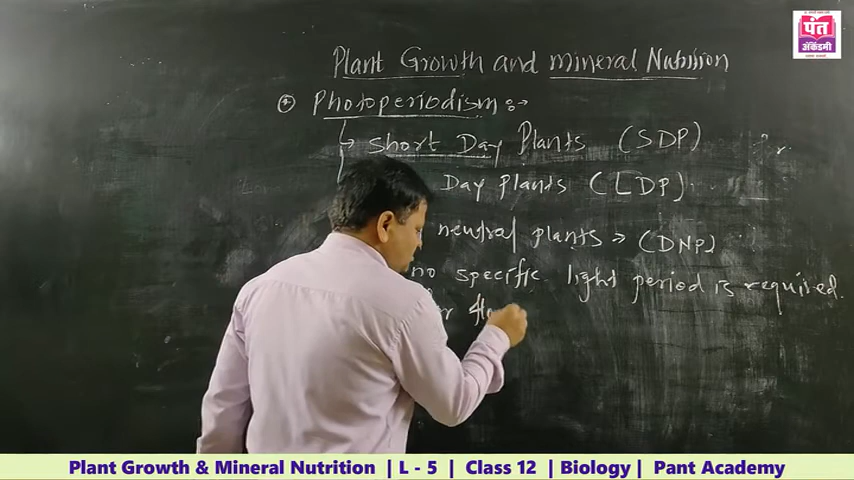 पंत
अ‍ॅकॅडमी
Plant Growth and mineral Nutrition
Photoperiodism :-
Short Day Plants (SDP)
Day plants (LDP)
neutral plants → (DNP)
no specific light period is required.
Plant Growth & Mineral Nutrition | L - 5 | Class 12 | Biology | Pant Academy